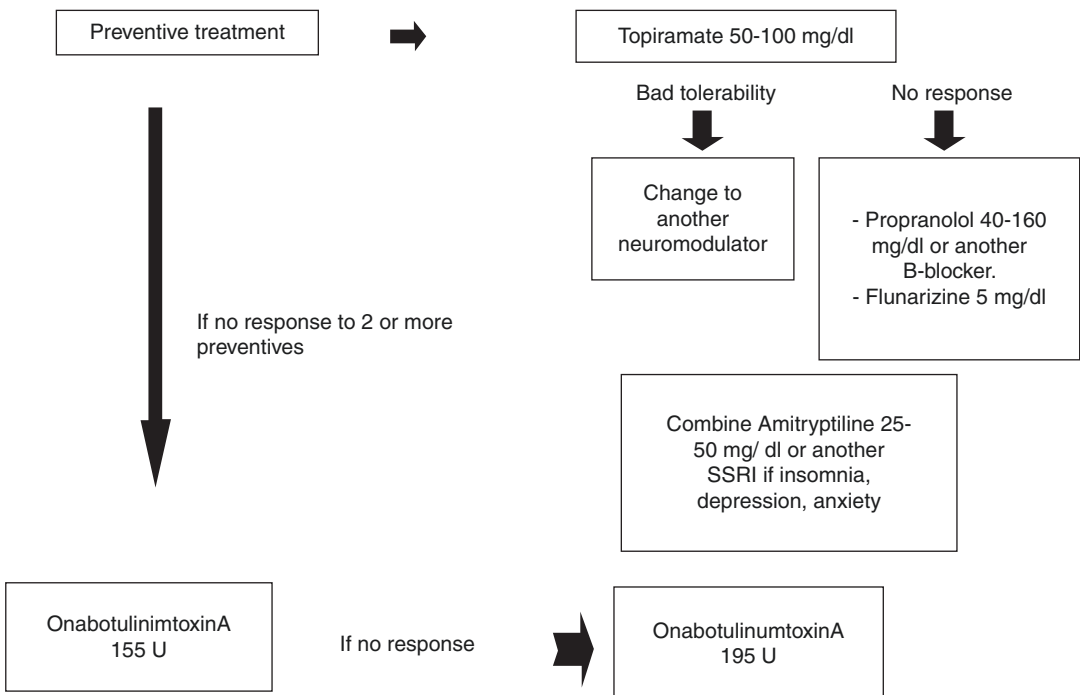 Preventive treatment
Topiramate 50-100 mg/dl
Bad tolerability
No response
Change to
another
neuromodulator
- Propranolol 40-160
mg/dl or another
B-blocker.
- Flunarizine 5 mg/dl
If no response to 2 or more
preventives
Combine Amitryptiline 25-
50 mg/ dl or another
SSRI if insomnia,
depression, anxiety
OnabotulinimtoxinA
155 U
If no response
OnabotulinumtoxinA
195 U